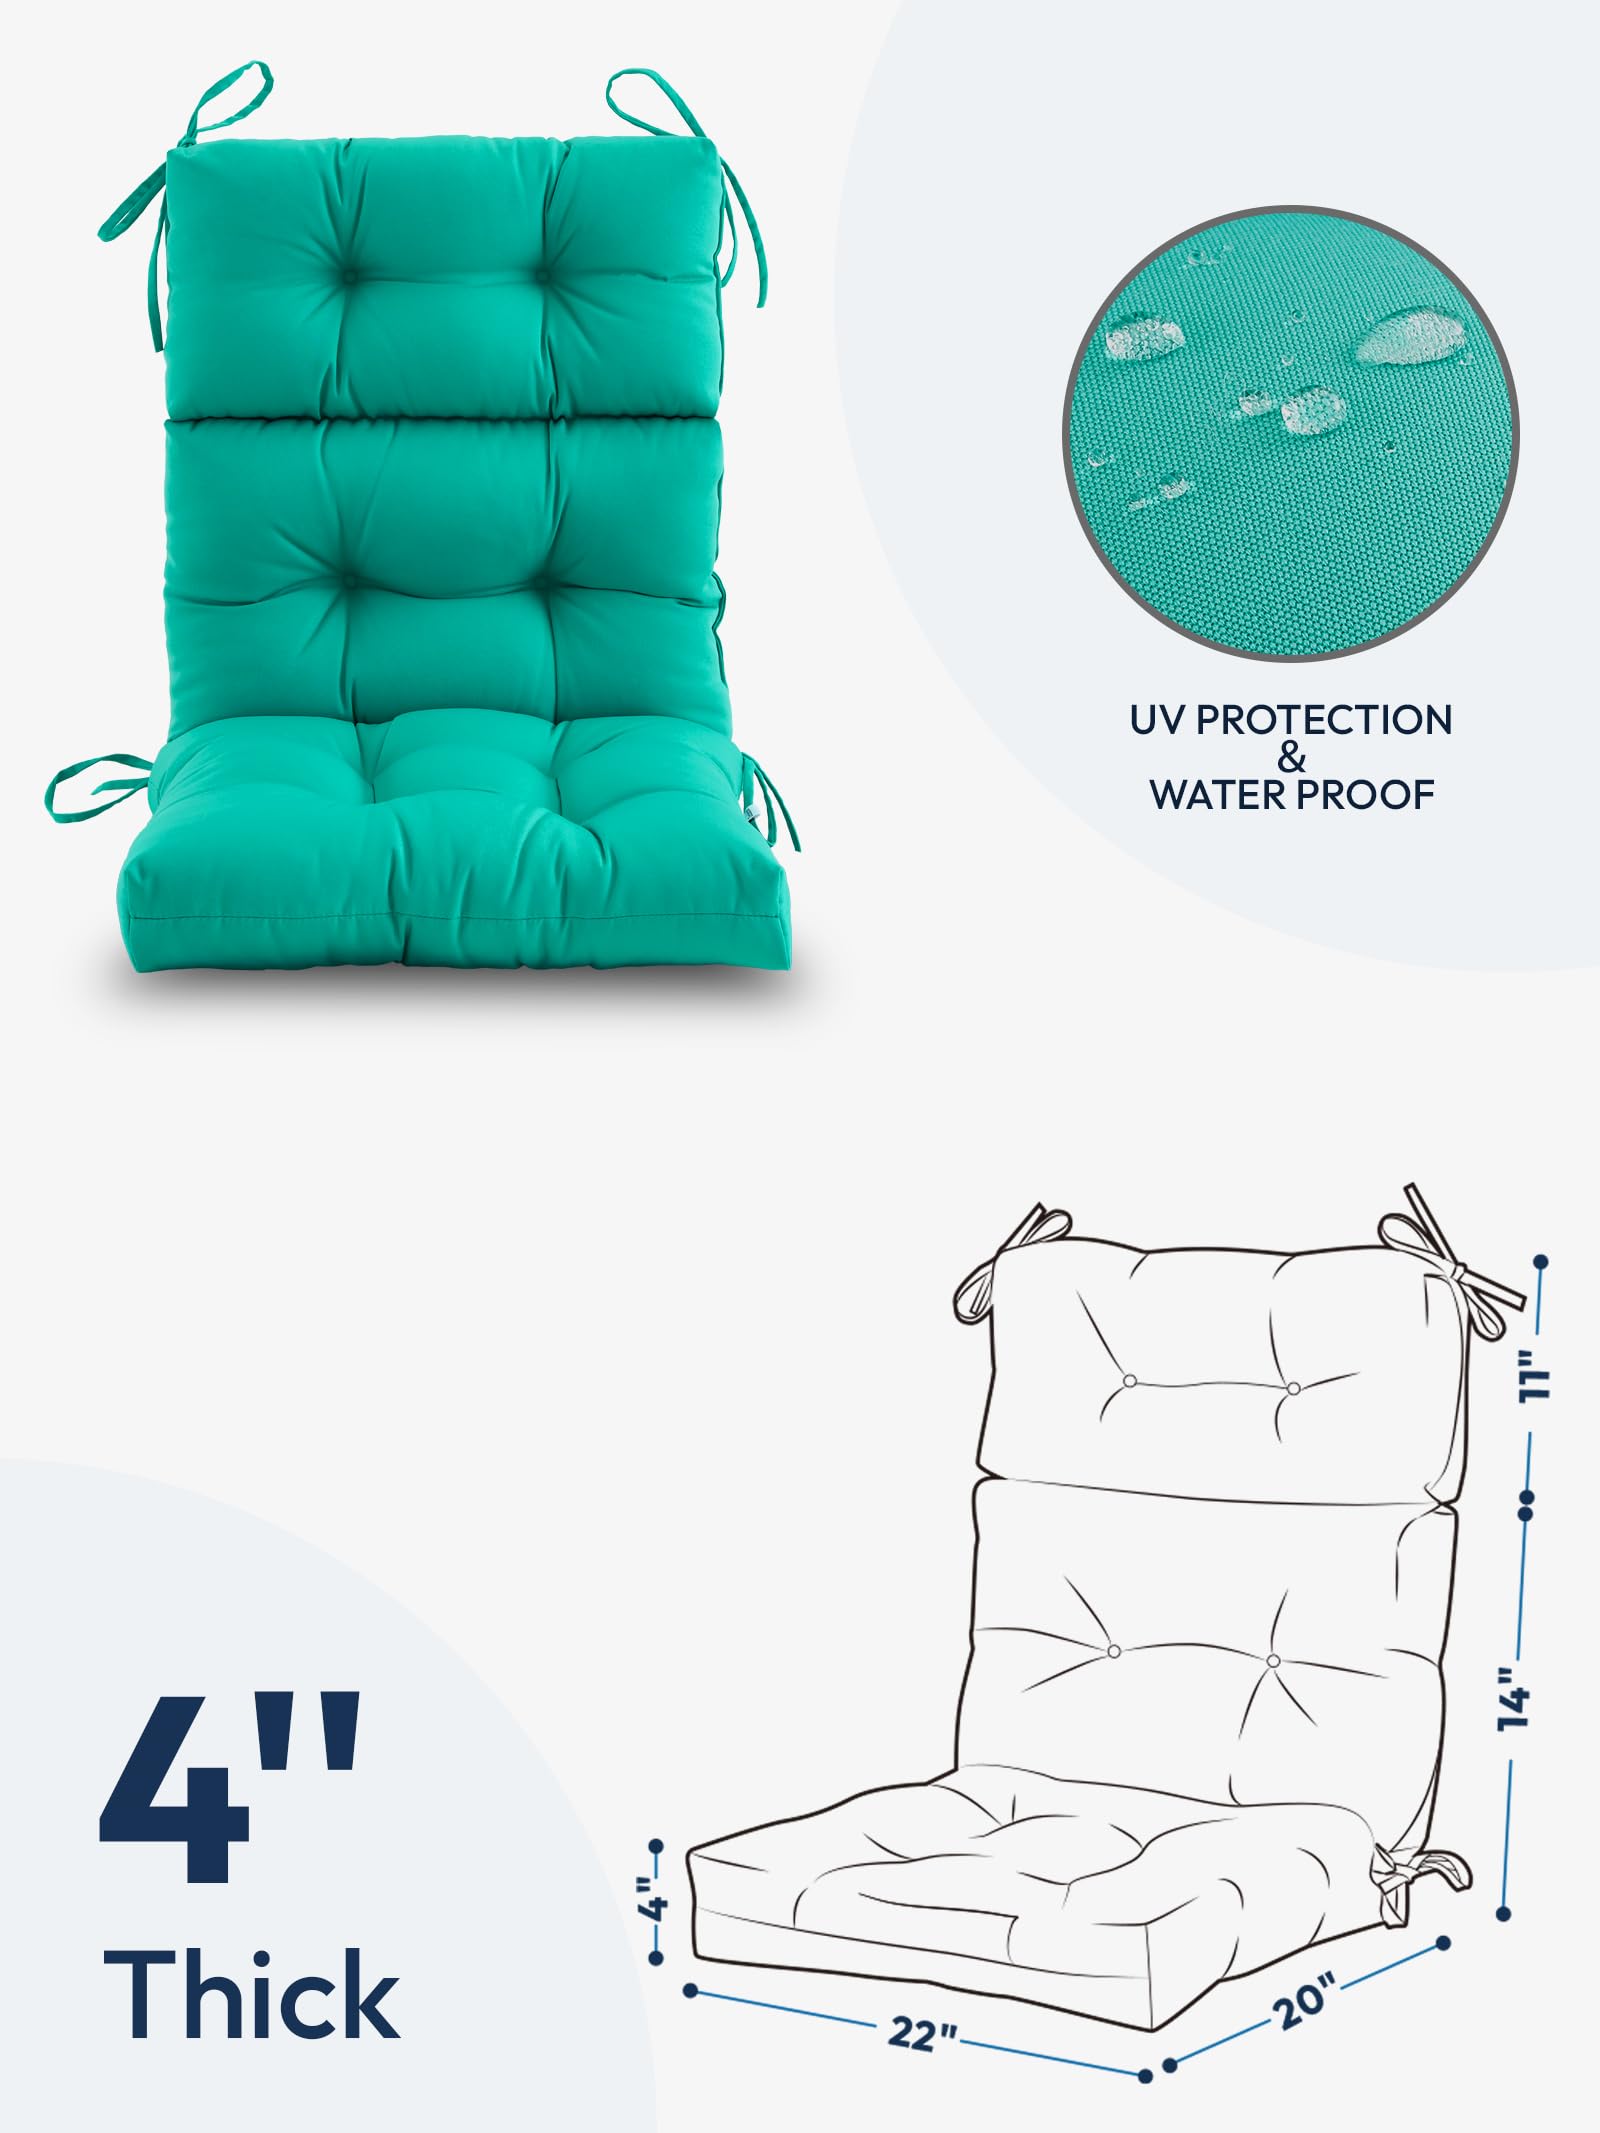 UV PROTECTION
&
WATER PROOF
11"
14"
4"
Thick
4"
22"
20"